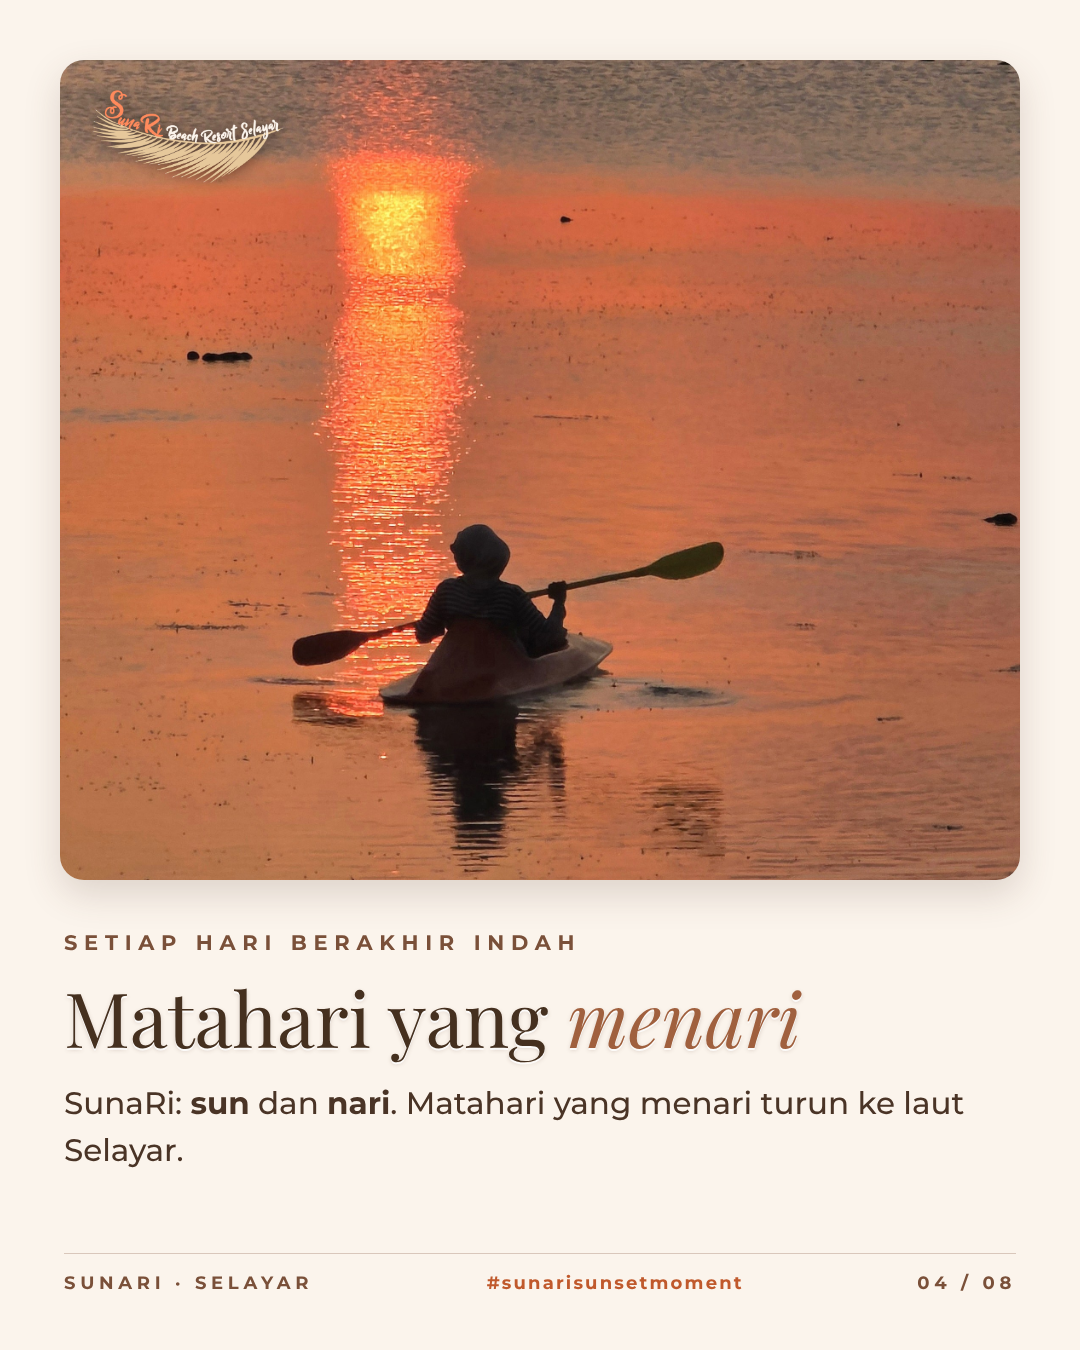 SunaRi Beach Resort Selayar
SETIAP HARI BERAKHIR INDAH
Matahari yang menari
SunaRi: sun dan nari. Matahari yang menari turun ke laut
Selayar.
SUNARI · SELAYAR
#sunarisunsetmoment
04 / 08